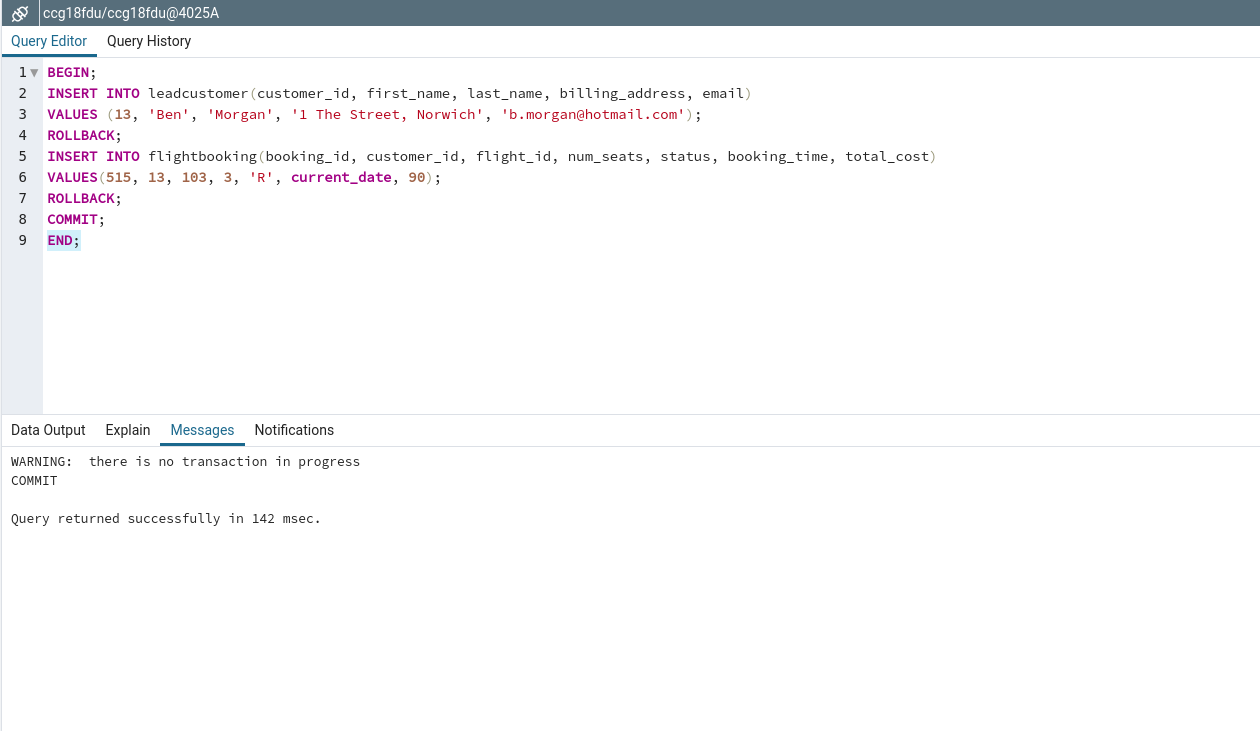 ccg18fdu/ccg18fdu@4025A
Query Editor Query History
1 BEGIN;
2 INSERT INTO leadcustomer(customer_id, first_name, last_name, billing_address, email)
3 VALUES (13, 'Ben', 'Morgan', '1 The Street, Norwich', 'b.morgan@hotmail.com');
4 ROLLBACK;
5 INSERT INTO flightbooking(booking_id, customer_id, flight_id, num_seats, status, booking_time, total_cost)
6 VALUES(515, 13, 103, 3, 'R', current_date, 90);
7 ROLLBACK;
8 COMMIT;
9 END;
Data Output Explain Messages Notifications
WARNING:  there is no transaction in progress
COMMIT
Query returned successfully in 142 msec.